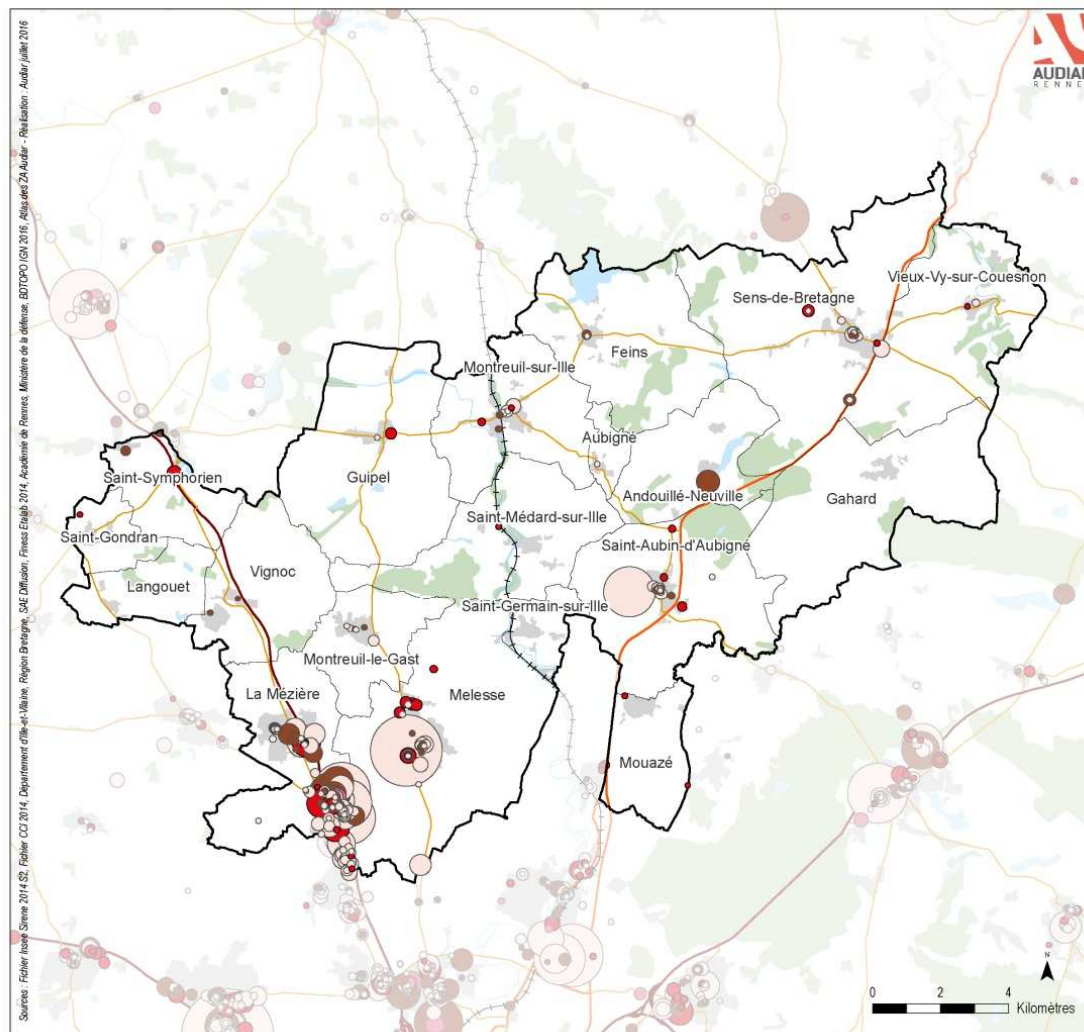 Sources : Fichier Insee Sirene 2014 S2, Fichier CCI 2014, Département d'Ille-et-Vilaine, Région Bretagne, SAE Diffusion, Finess Etalab 2014, Académie de Rennes, Ministère de la défense, BDTOPO IGN 2016, Atlas des ZA Audiar - Réalisation : Audiar juillet 2016
AUDIAR
RENNES
Vieux-Vy-sur-Couesnon
Sens-de-Bretagne
Feins
Montreuil-sur-Ille
Aubigné
Saint-Symphorien
Guipel
Andouillé-Neuville
Gahard
Saint-Gondran
Saint-Médard-sur-Ille
Saint-Aubin-d'Aubigné
Vignoc
Langouet
Saint-Germain-sur-Ille
Montreuil-le-Gast
La Mézière
Melesse
Mouazé
N
0 2 4
Kilomètres